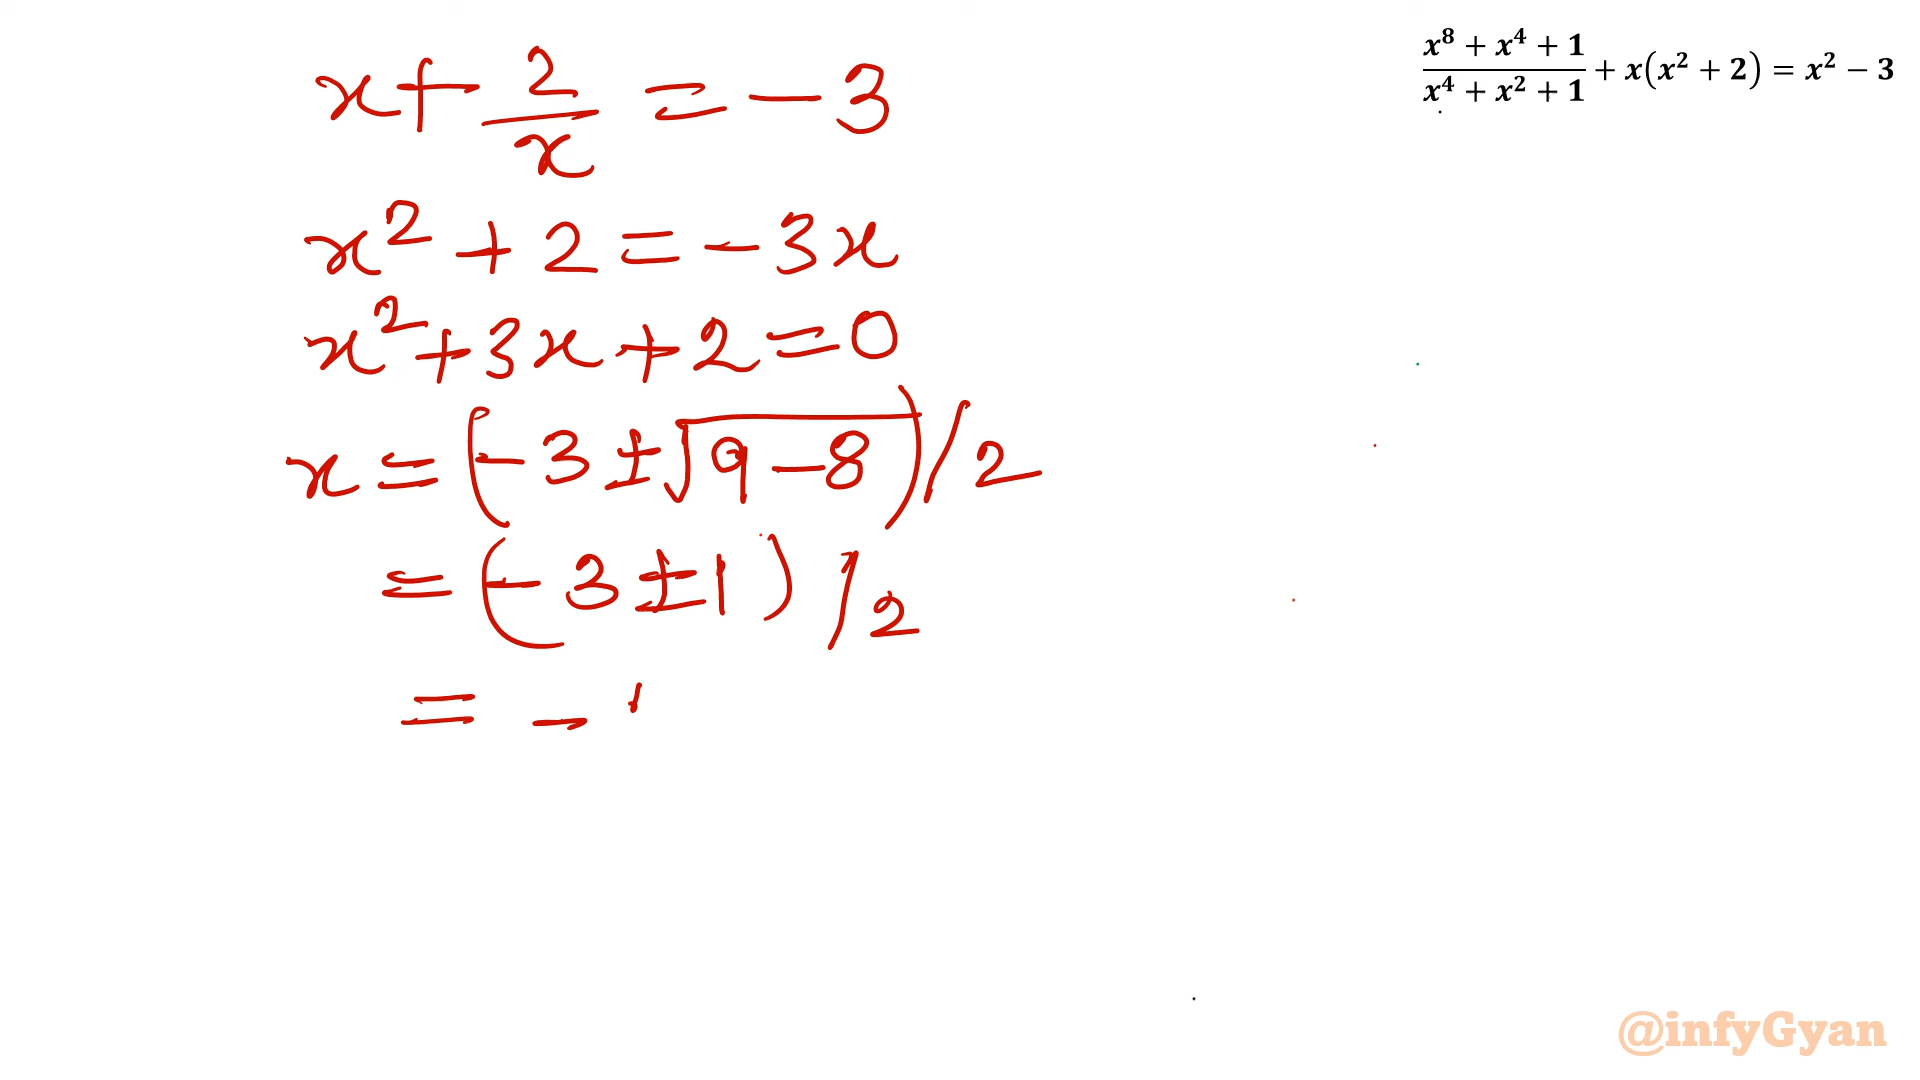 x + 2/x = -3
x² + 2 = -3x
x² + 3x + 2 = 0
x = (-3 ± √(9-8))/2
= (-3 ± 1)/2
= -
(x⁸ + x⁴ + 1)/(x⁴ + x² + 1) + x(x² + 2) = x² − 3
@infyGyan